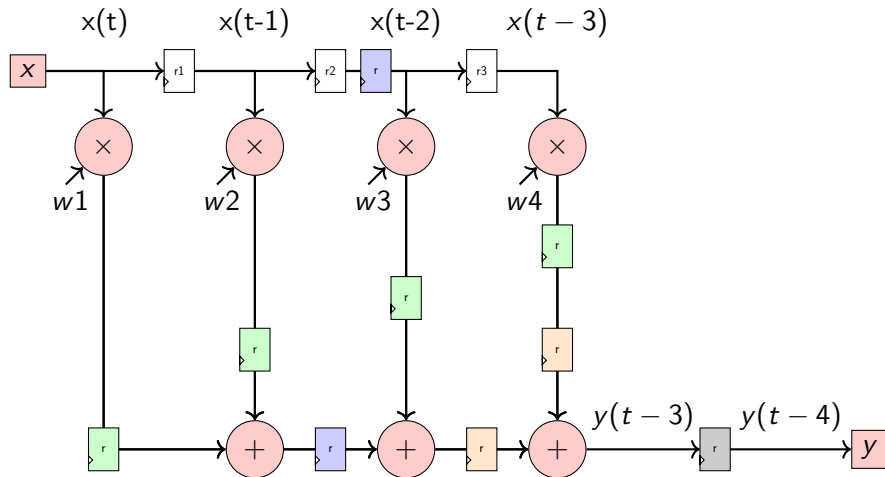 x(t) x(t-1) x(t-2) x(t − 3)
x r1 r2 r r3
× × × ×
w1 w2 w3 w4
r
r
r r
y(t − 3) y(t − 4)
r + r + r + r y